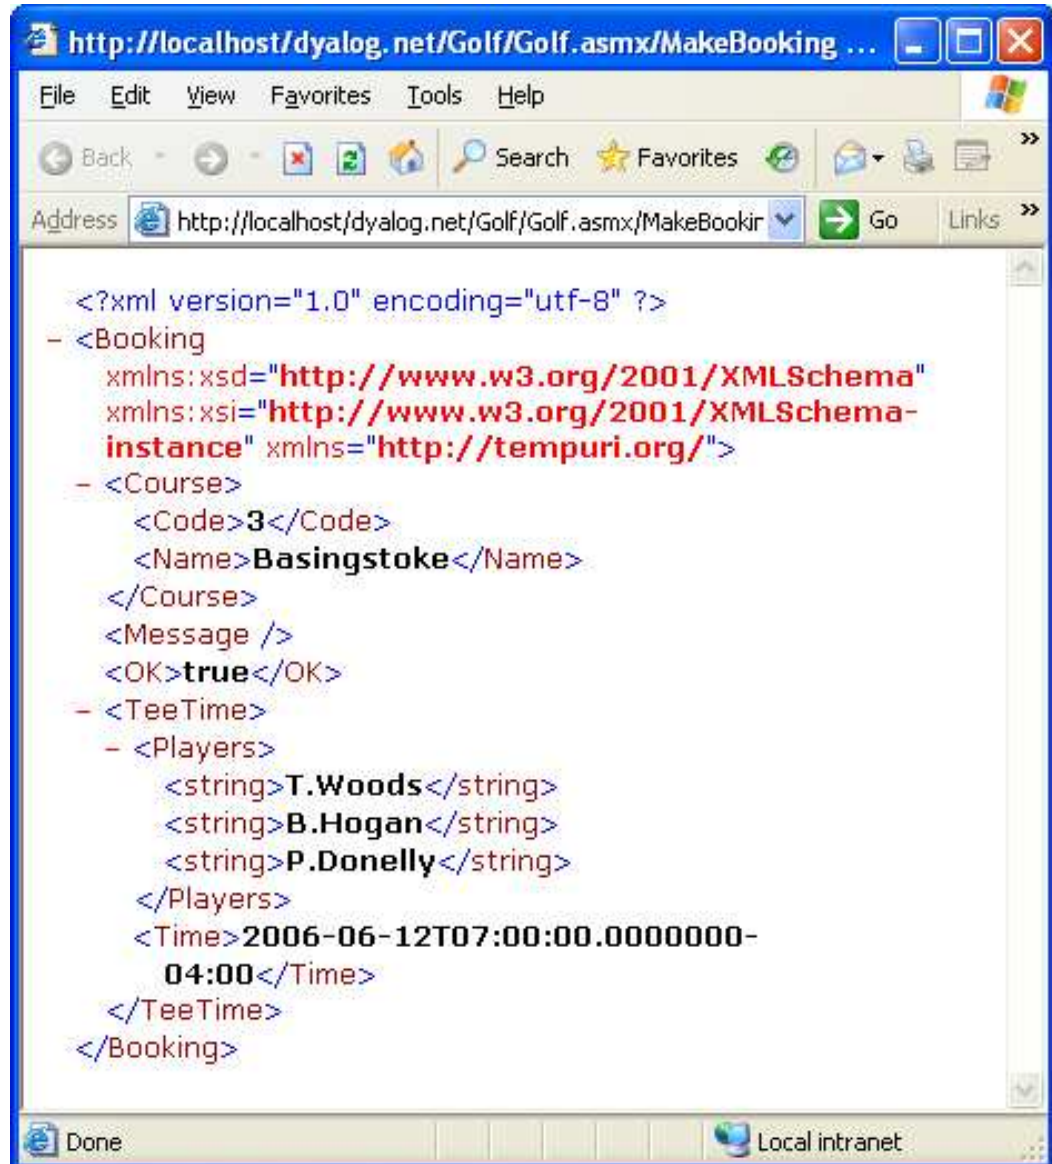 http://localhost/dyalog.net/Golf/Golf.asmx/MakeBooking ...
File Edit View Favorites Tools Help
Back Search Favorites »
Address http://localhost/dyalog.net/Golf/Golf.asmx/MakeBookin Go Links »
<?xml version="1.0" encoding="utf-8" ?>
- <Booking
xmlns:xsd="http://www.w3.org/2001/XMLSchema"
xmlns:xsi="http://www.w3.org/2001/XMLSchema-
instance" xmlns="http://tempuri.org/">
- <Course>
<Code>3</Code>
<Name>Basingstoke</Name>
</Course>
<Message />
<OK>true</OK>
- <TeeTime>
- <Players>
<string>T.Woods</string>
<string>B.Hogan</string>
<string>P.Donelly</string>
</Players>
<Time>2006-06-12T07:00:00.0000000-
04:00</Time>
</TeeTime>
</Booking>
Done Local intranet